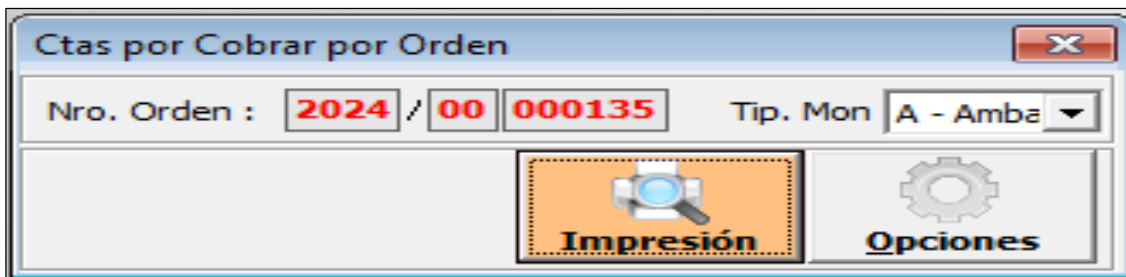 Ctas por Cobrar por Orden
Nro. Orden : 2024 / 00 000135 Tip. Mon A - Amba
Impresión Opciones